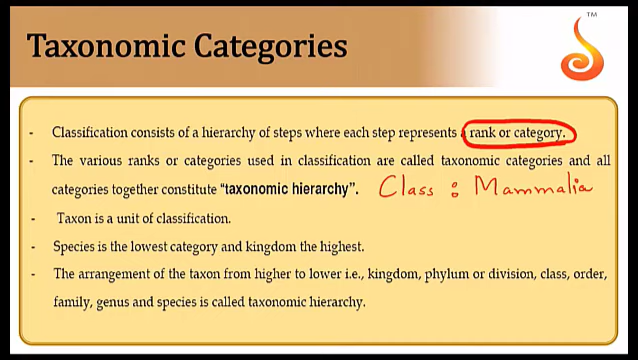 TM
Taxonomic Categories
- Classification consists of a hierarchy of steps where each step represents a rank or category.
- The various ranks or categories used in classification are called taxonomic categories and all
categories together constitute “taxonomic hierarchy”. Class : Mammalia
- Taxon is a unit of classification.
- Species is the lowest category and kingdom the highest.
- The arrangement of the taxon from higher to lower i.e., kingdom, phylum or division, class, order,
family, genus and species is called taxonomic hierarchy.